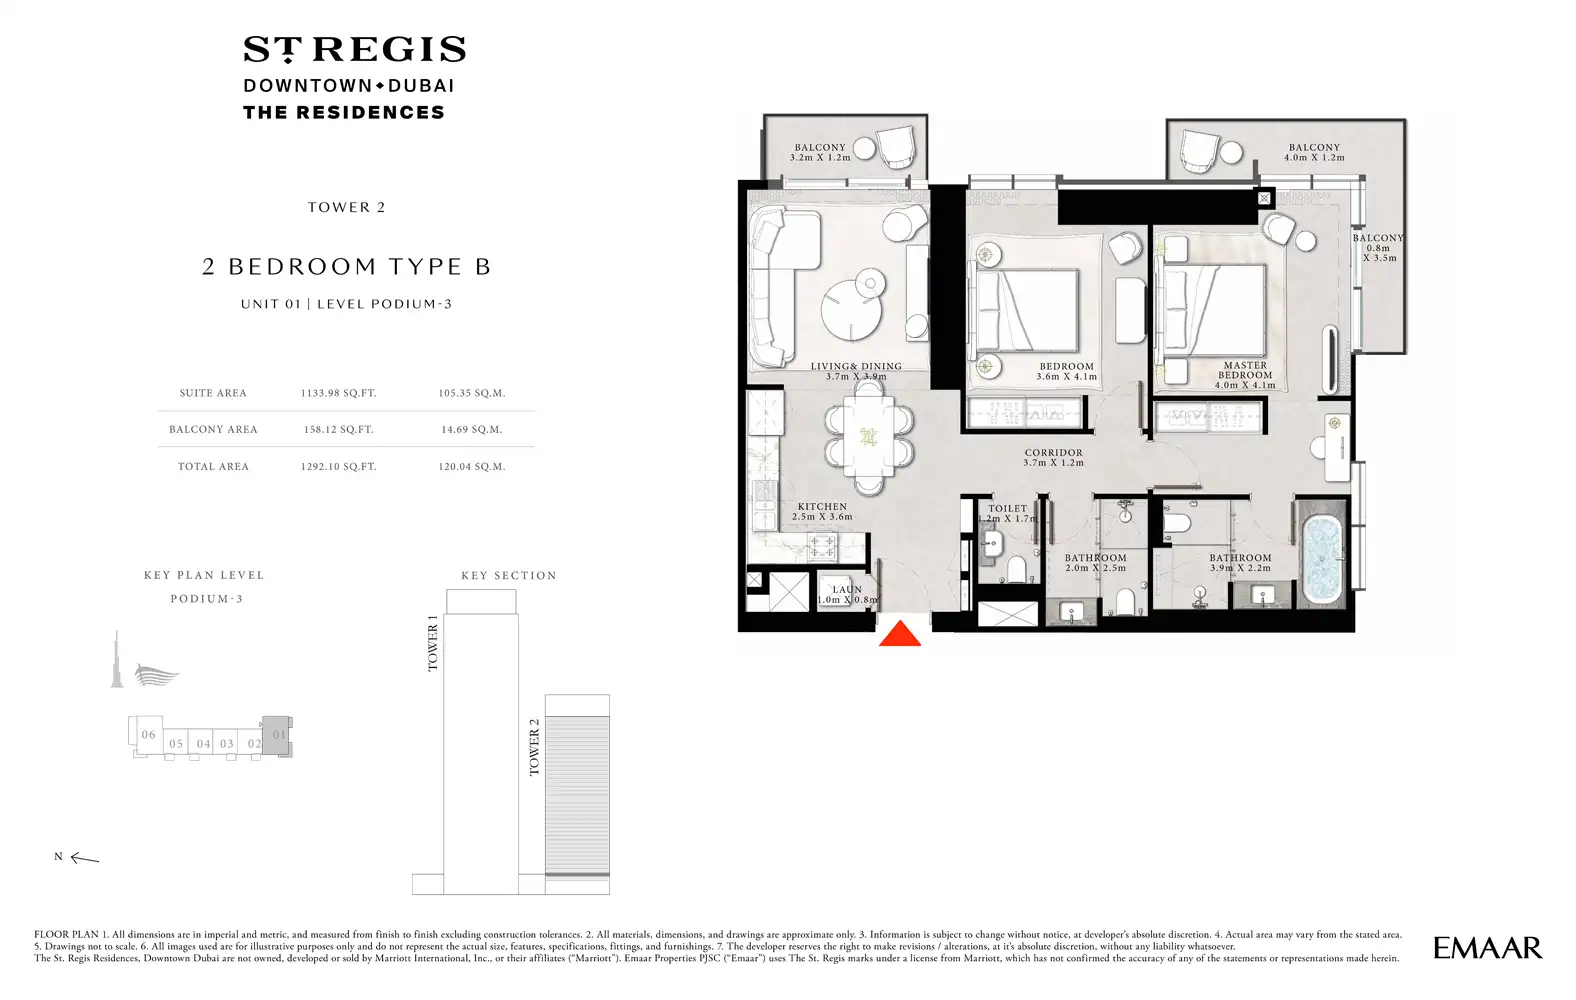 ST REGIS
DOWNTOWN DUBAI
THE RESIDENCES
TOWER 2
2 BEDROOM TYPE B
UNIT 01 | LEVEL PODIUM-3
SUITE AREA 1133.98 SQ.FT. 105.35 SQ.M.
BALCONY AREA 158.12 SQ.FT. 14.69 SQ.M.
TOTAL AREA 1292.10 SQ.FT. 120.04 SQ.M.
KEY PLAN LEVEL
PODIUM-3
KEY SECTION
TOWER 1
TOWER 2
06
05
04
03
02
01
N
BALCONY
3.2m X 1.2m
BALCONY
4.0m X 1.2m
BALCONY
0.8m
X 3.5m
LIVING& DINING
3.7m X 3.9m
BEDROOM
3.6m X 4.1m
MASTER
BEDROOM
4.0m X 4.1m
CORRIDOR
3.7m X 1.2m
KITCHEN
2.5m X 3.6m
TOILET
1.2m X 1.7m
BATHROOM
2.0m X 2.5m
BATHROOM
3.9m X 2.2m
LAUN
1.0m X 0.8m
FLOOR PLAN 1. All dimensions are in imperial and metric, and measured from finish to finish excluding construction tolerances. 2. All materials, dimensions, and drawings are approximate only. 3. Information is subject to change without notice, at developer's absolute discretion. 4. Actual area may vary from the stated area.
5. Drawings not to scale. 6. All images used are for illustrative purposes only and do not represent the actual size, features, specifications, fittings, and furnishings. 7. The developer reserves the right to make revisions / alterations, at it's absolute discretion, without any liability whatsoever.
The St. Regis Residences, Downtown Dubai are not owned, developed or sold by Marriott International, Inc., or their affiliates ("Marriott"). Emaar Properties PJSC ("Emaar") uses The St. Regis marks under a license from Marriott, which has not confirmed the accuracy of any of the statements or representations made herein.
EMAAR